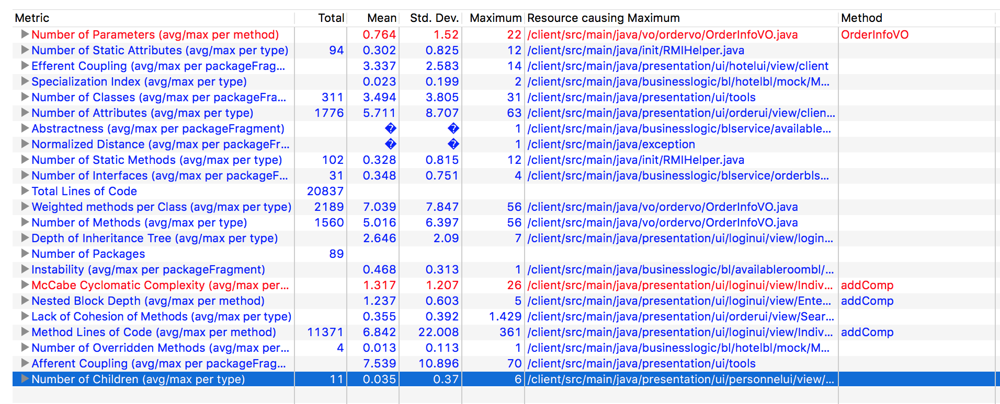 Metric Total Mean Std. Dev. Maximum Resource causing Maximum Method
Number of Parameters (avg/max per method) 0.764 1.52 22 /client/src/main/java/vo/ordervo/OrderInfoVO.java OrderInfoVO
Number of Static Attributes (avg/max per type) 94 0.302 0.825 12 /client/src/main/java/init/RMIHelper.java
Efferent Coupling (avg/max per packageFrag... 3.337 2.583 14 /client/src/main/java/presentation/ui/hotelui/view/client
Specialization Index (avg/max per type) 0.023 0.199 2 /client/src/main/java/businesslogic/bl/hotelbl/mock/M...
Number of Classes (avg/max per packageFra... 311 3.494 3.805 31 /client/src/main/java/presentation/ui/tools
Number of Attributes (avg/max per type) 1776 5.711 8.707 63 /client/src/main/java/presentation/ui/orderui/view/clien...
Abstractness (avg/max per packageFragment) � � 1 /client/src/main/java/businesslogic/blservice/available...
Normalized Distance (avg/max per packageFr... � � 1 /client/src/main/java/exception
Number of Static Methods (avg/max per type) 102 0.328 0.815 12 /client/src/main/java/init/RMIHelper.java
Number of Interfaces (avg/max per packageF... 31 0.348 0.751 4 /client/src/main/java/businesslogic/blservice/orderbls...
Total Lines of Code 20837
Weighted methods per Class (avg/max per type) 2189 7.039 7.847 56 /client/src/main/java/vo/ordervo/OrderInfoVO.java
Number of Methods (avg/max per type) 1560 5.016 6.397 56 /client/src/main/java/vo/ordervo/OrderInfoVO.java
Depth of Inheritance Tree (avg/max per type) 2.646 2.09 7 /client/src/main/java/presentation/ui/loginui/view/login...
Number of Packages 89
Instability (avg/max per packageFragment) 0.468 0.313 1 /client/src/main/java/businesslogic/bl/availableroombl/...
McCabe Cyclomatic Complexity (avg/max per... 1.317 1.207 26 /client/src/main/java/presentation/ui/loginui/view/Indiv... addComp
Nested Block Depth (avg/max per method) 1.237 0.603 5 /client/src/main/java/presentation/ui/loginui/view/Ente... addComp
Lack of Cohesion of Methods (avg/max per type) 0.355 0.392 1.429 /client/src/main/java/presentation/ui/orderui/view/Sear...
Method Lines of Code (avg/max per method) 11371 6.842 22.008 361 /client/src/main/java/presentation/ui/loginui/view/Indiv... addComp
Number of Overridden Methods (avg/max per... 4 0.013 0.113 1 /client/src/main/java/businesslogic/bl/hotelbl/mock/M...
Afferent Coupling (avg/max per packageFrag... 7.539 10.896 70 /client/src/main/java/presentation/ui/tools
Number of Children (avg/max per type) 11 0.035 0.37 6 /client/src/main/java/presentation/ui/personnelui/view/...